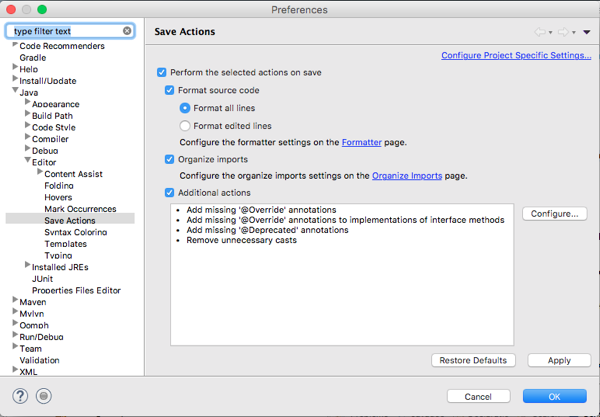 Preferences
type filter text
Code Recommenders
Gradle
Help
Install/Update
Java
Appearance
Build Path
Code Style
Compiler
Debug
Editor
Content Assist
Folding
Hovers
Mark Occurrences
Save Actions
Syntax Coloring
Templates
Typing
Installed JREs
JUnit
Properties Files Editor
Maven
Mylyn
Oomph
Run/Debug
Team
Validation
XML
Save Actions
Configure Project Specific Settings...
Perform the selected actions on save
Format source code
Format all lines
Format edited lines
Configure the formatter settings on the Formatter page.
Organize imports
Configure the organize imports settings on the Organize Imports page.
Additional actions
• Add missing '@Override' annotations
• Add missing '@Override' annotations to implementations of interface methods
• Add missing '@Deprecated' annotations
• Remove unnecessary casts
Configure...
Restore Defaults
Apply
?
Cancel
OK